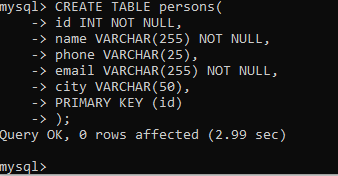 mysql> CREATE TABLE persons(
    -> id INT NOT NULL,
    -> name VARCHAR(255) NOT NULL,
    -> phone VARCHAR(25),
    -> email VARCHAR(255) NOT NULL,
    -> city VARCHAR(50),
    -> PRIMARY KEY (id)
    -> );
Query OK, 0 rows affected (2.99 sec)
mysql>